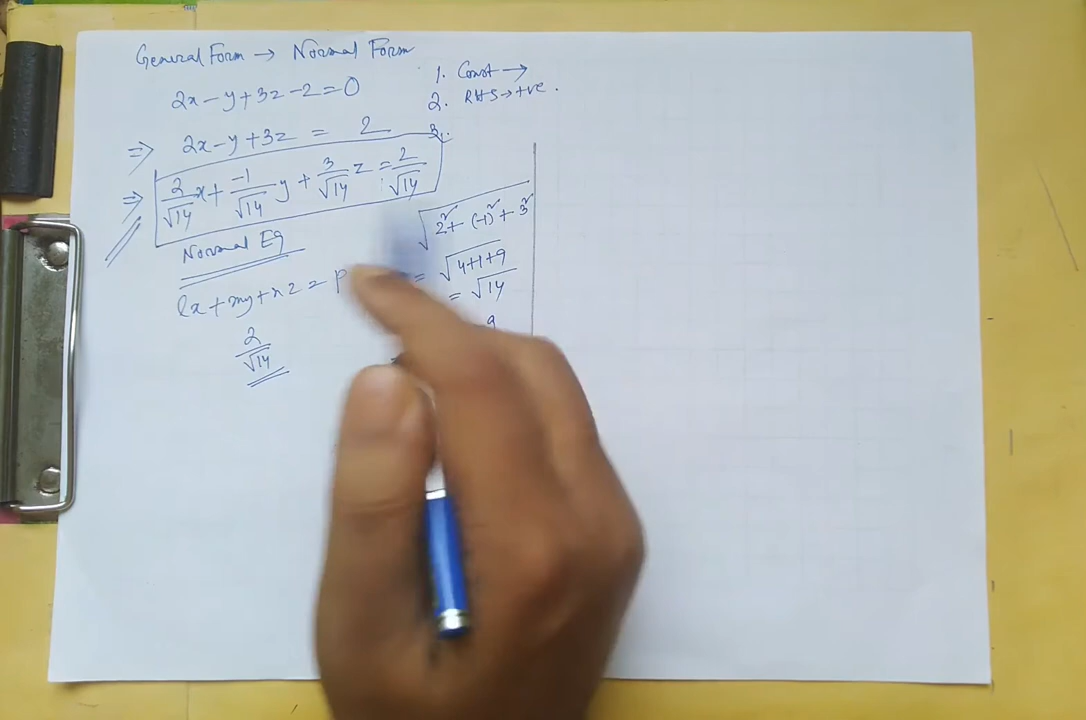 General Form → Normal Form
1. Const →
2. RHS → +ve.
3.
2x - y + 3z - 2 = 0
⇒ 2x - y + 3z = 2
⇒ 2/√14 x + -1/√14 y + 3/√14 z = 2/√14
Normal Eq
√2² + (-1)² + 3²
= √4+1+9
= √14
lx + my + nz = p
2/√14